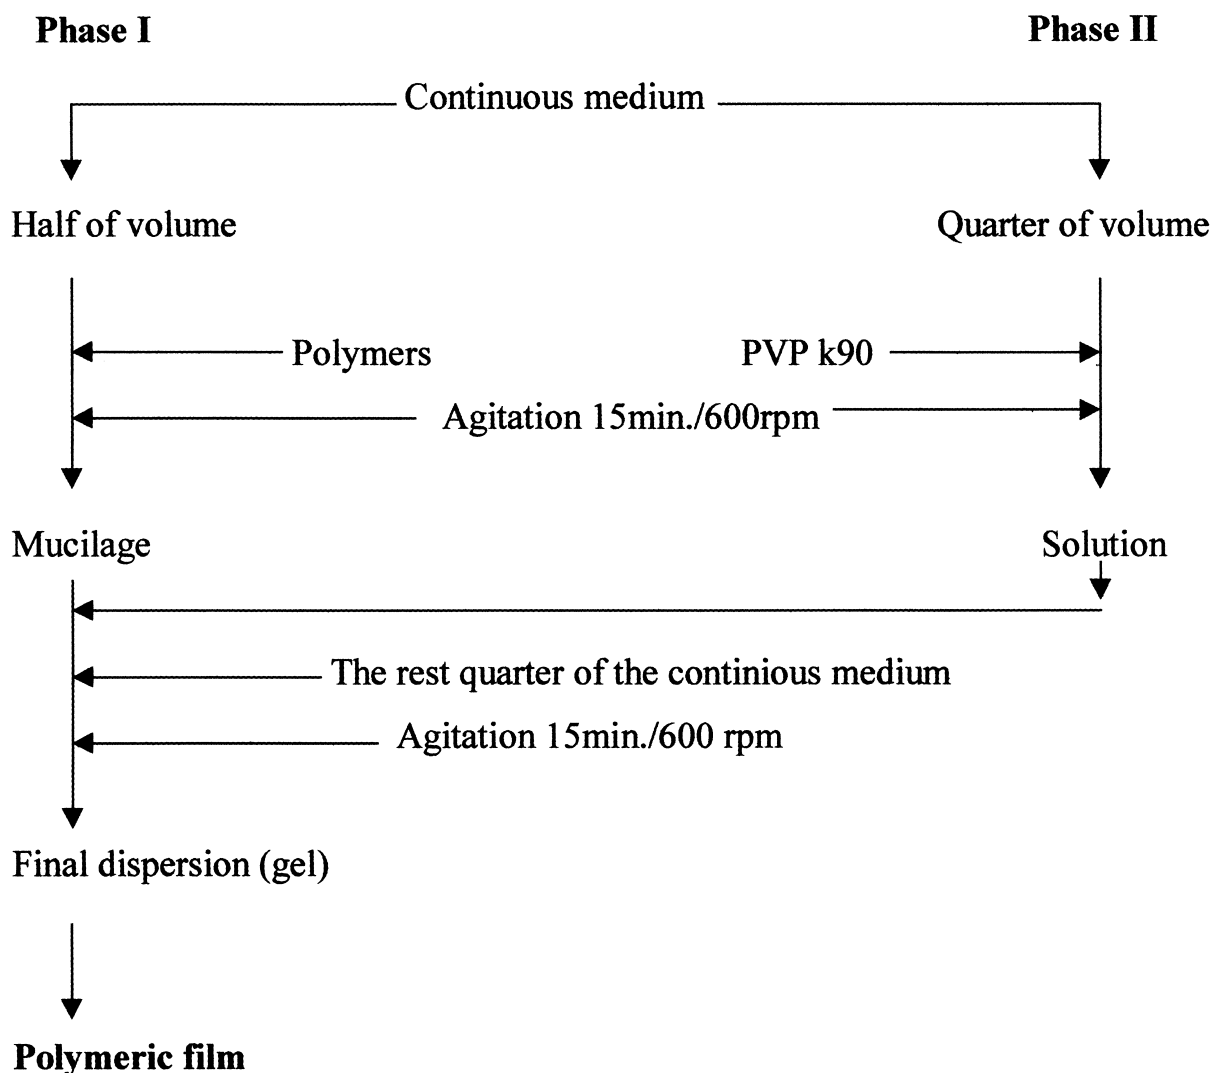 Phase I
Phase II
Continuous medium
Half of volume
Quarter of volume
Polymers
PVP k90
Agitation 15min./600rpm
Mucilage
Solution
The rest quarter of the continious medium
Agitation 15min./600 rpm
Final dispersion (gel)
Polymeric film